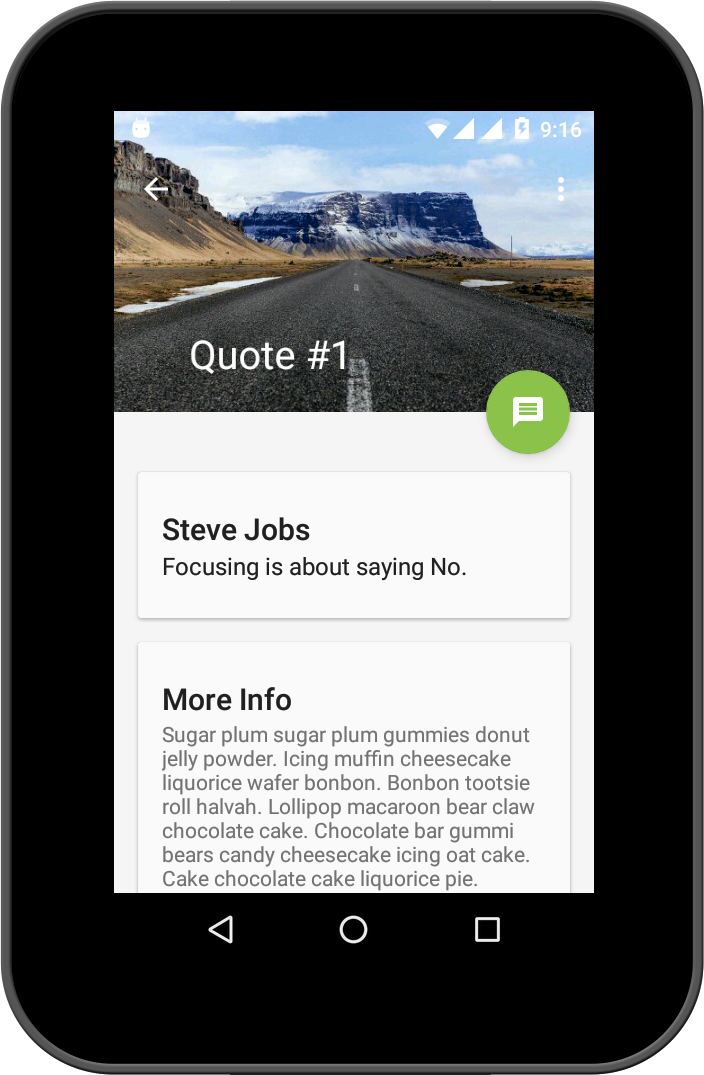 9:16
Quote #1
Steve Jobs
Focusing is about saying No.
More Info
Sugar plum sugar plum gummies donut
jelly powder. Icing muffin cheesecake
liquorice wafer bonbon. Bonbon tootsie
roll halvah. Lollipop macaroon bear claw
chocolate cake. Chocolate bar gummi
bears candy cheesecake icing oat cake.
Cake chocolate cake liquorice pie.